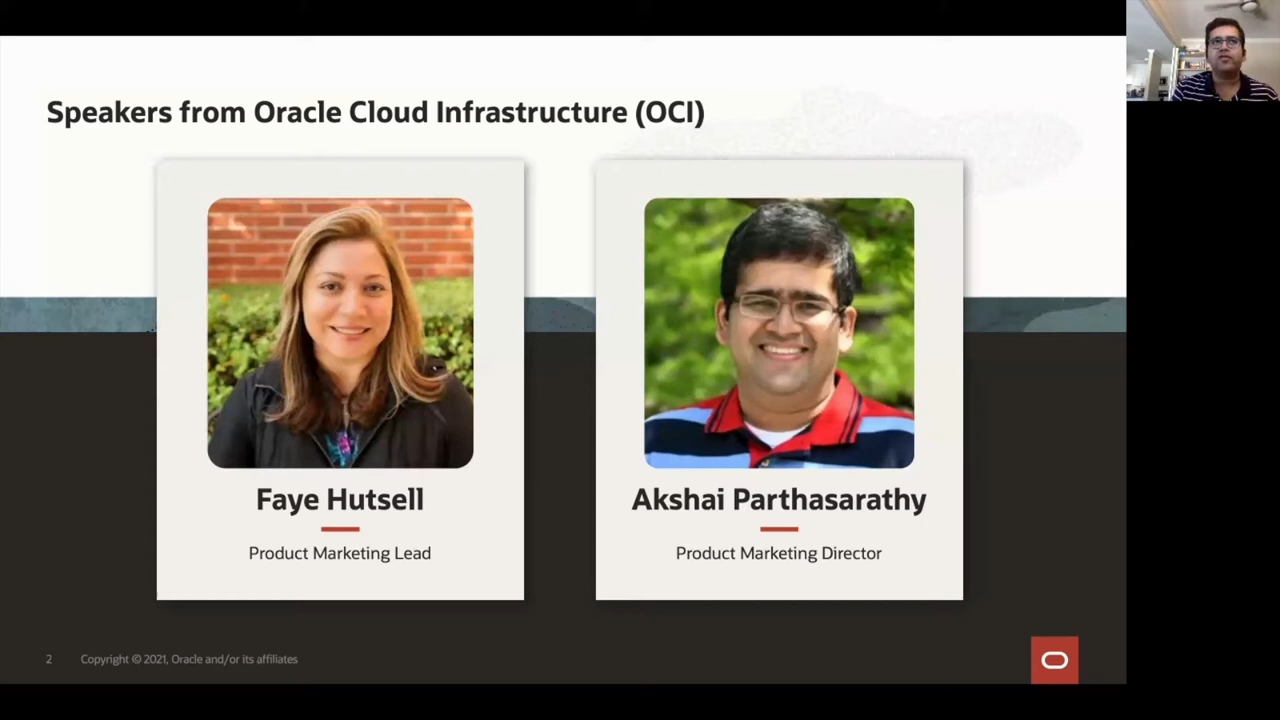 Speakers from Oracle Cloud Infrastructure (OCI)
Faye Hutsell
Product Marketing Lead
Akshai Parthasarathy
Product Marketing Director
2
Copyright © 2021, Oracle and/or its affiliates